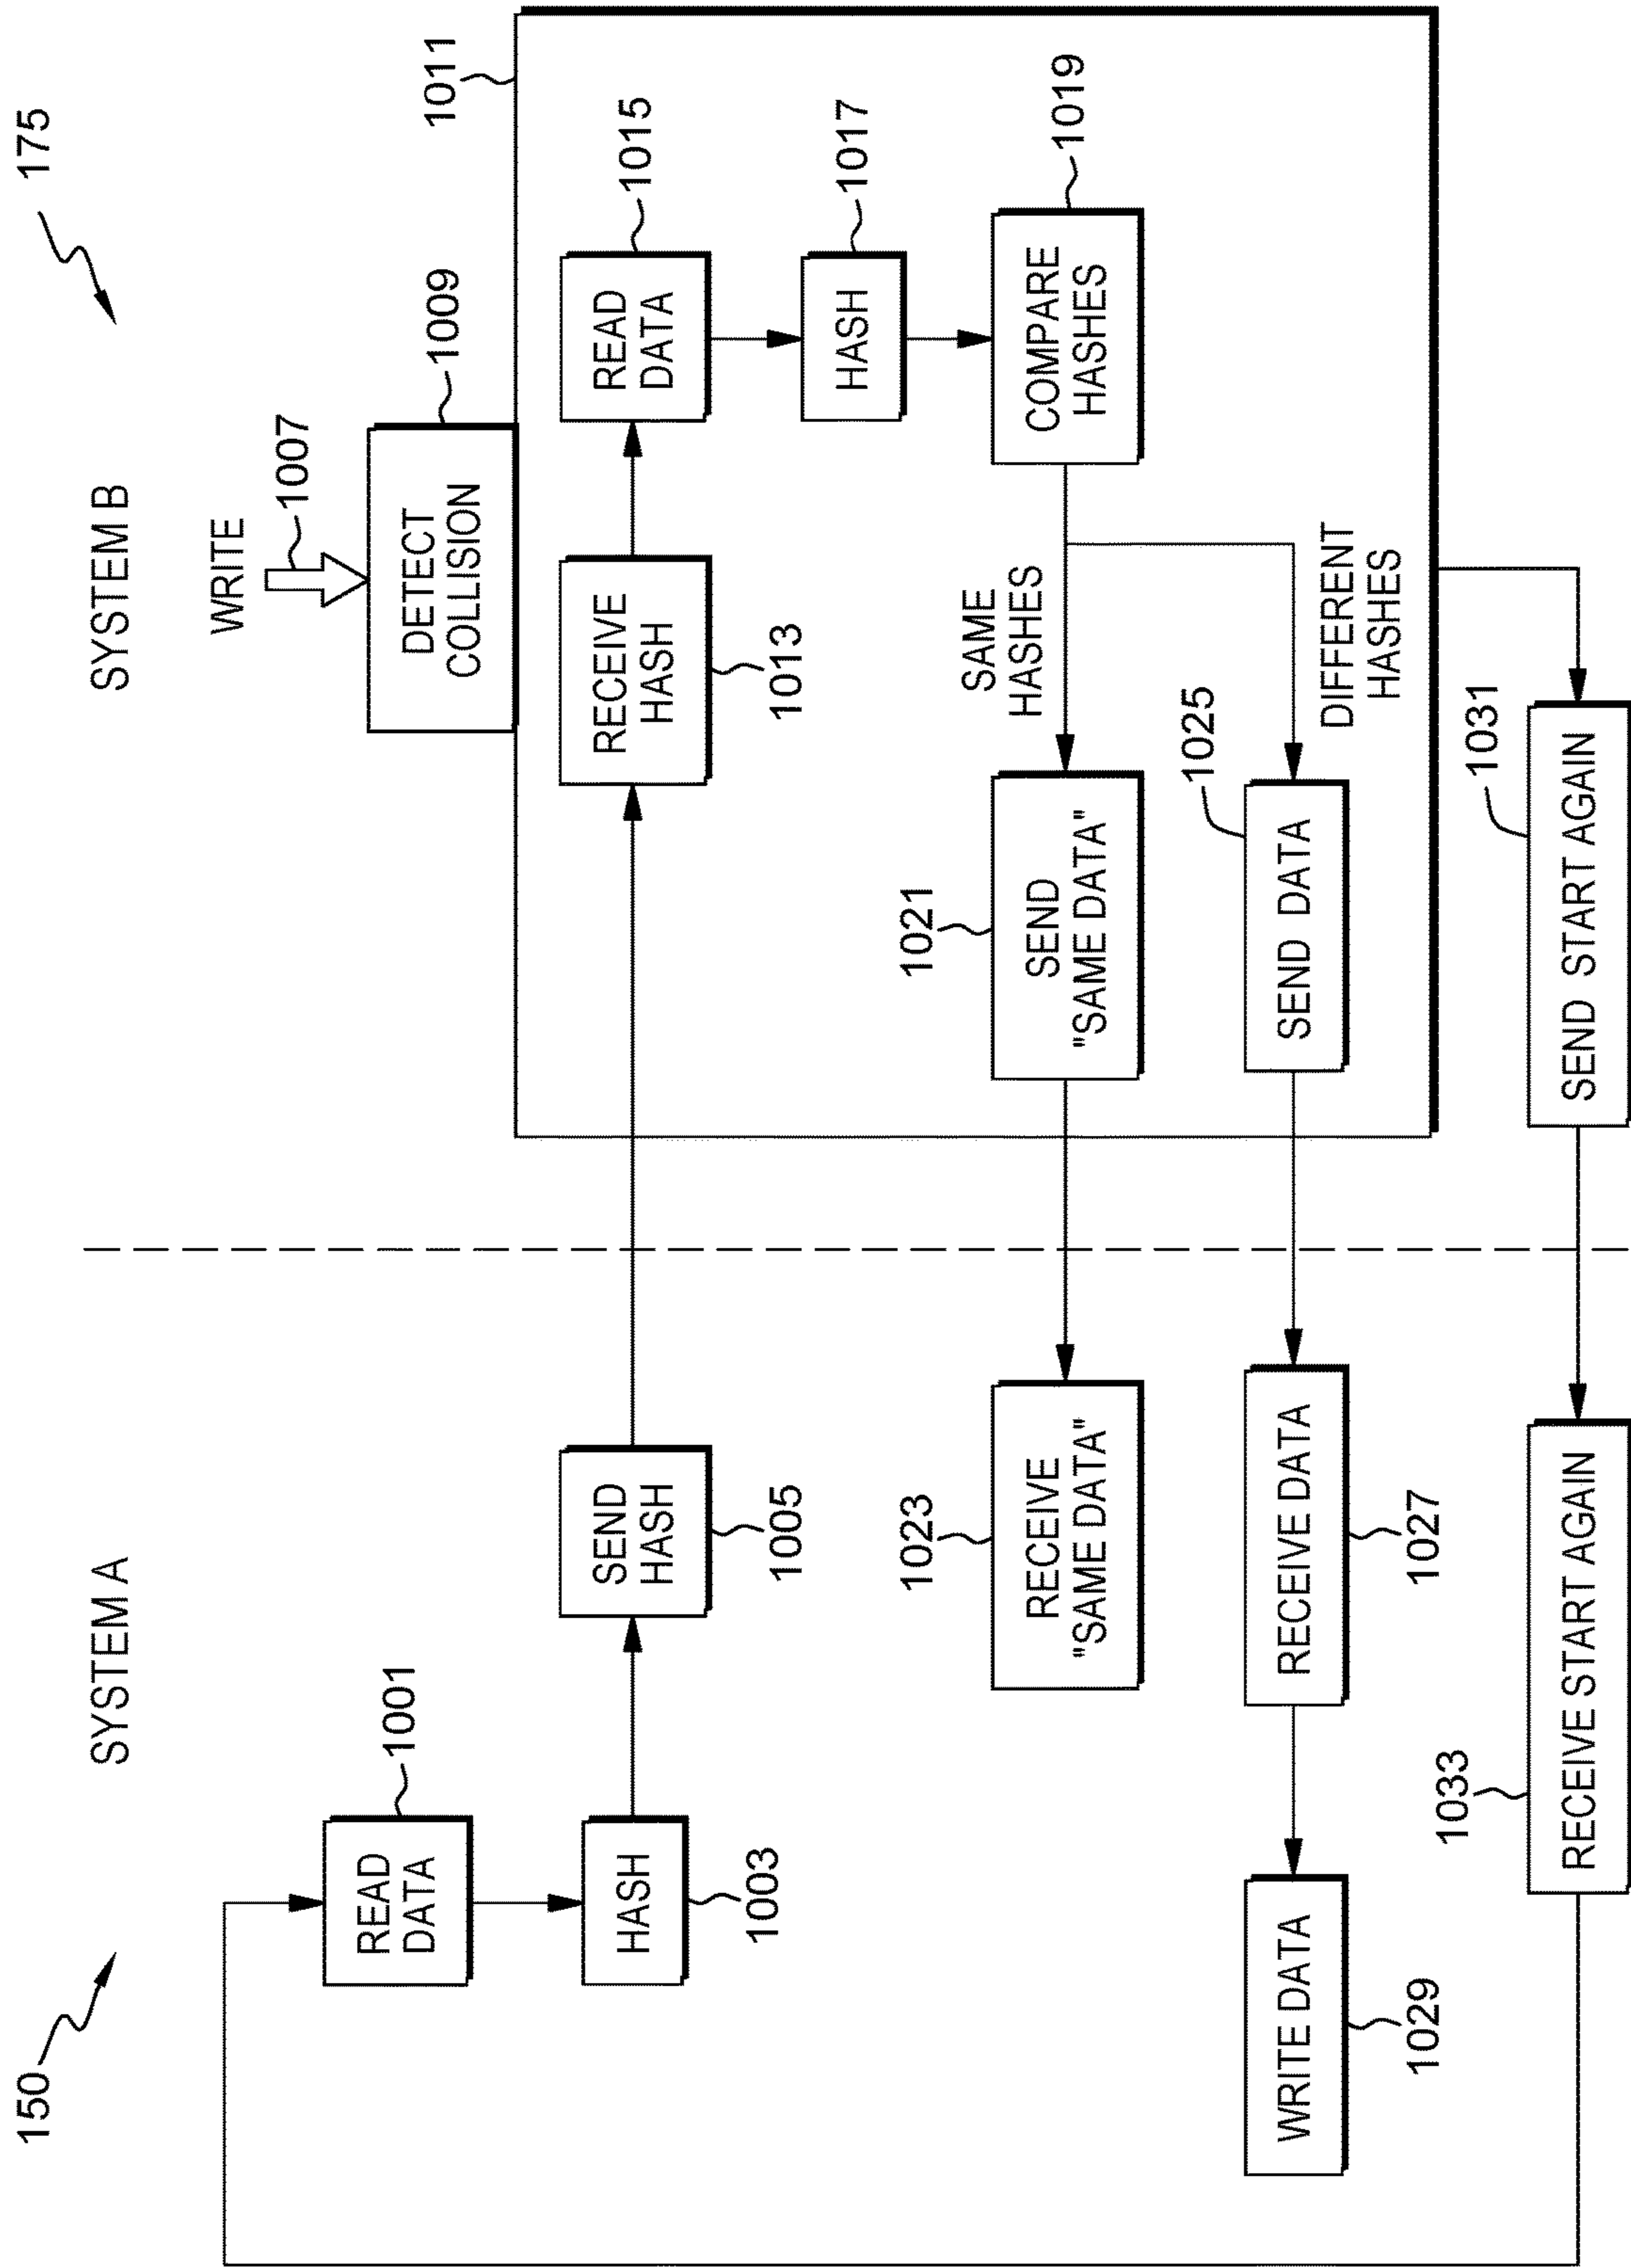 150
SYSTEM A
SYSTEM B
175
WRITE
1007
READ
DATA
1001
DETECT
COLLISION
1009
1011
HASH
1003
SEND
HASH
1005
RECEIVE
HASH
1013
READ
DATA
1015
HASH
1017
COMPARE
HASHES
1019
SAME
HASHES
1023
RECEIVE
"SAME DATA"
1021
SEND
"SAME DATA"
WRITE DATA
1029
RECEIVE DATA
1027
SEND DATA
1025
DIFFERENT
HASHES
1033
RECEIVE START AGAIN
SEND START AGAIN
1031